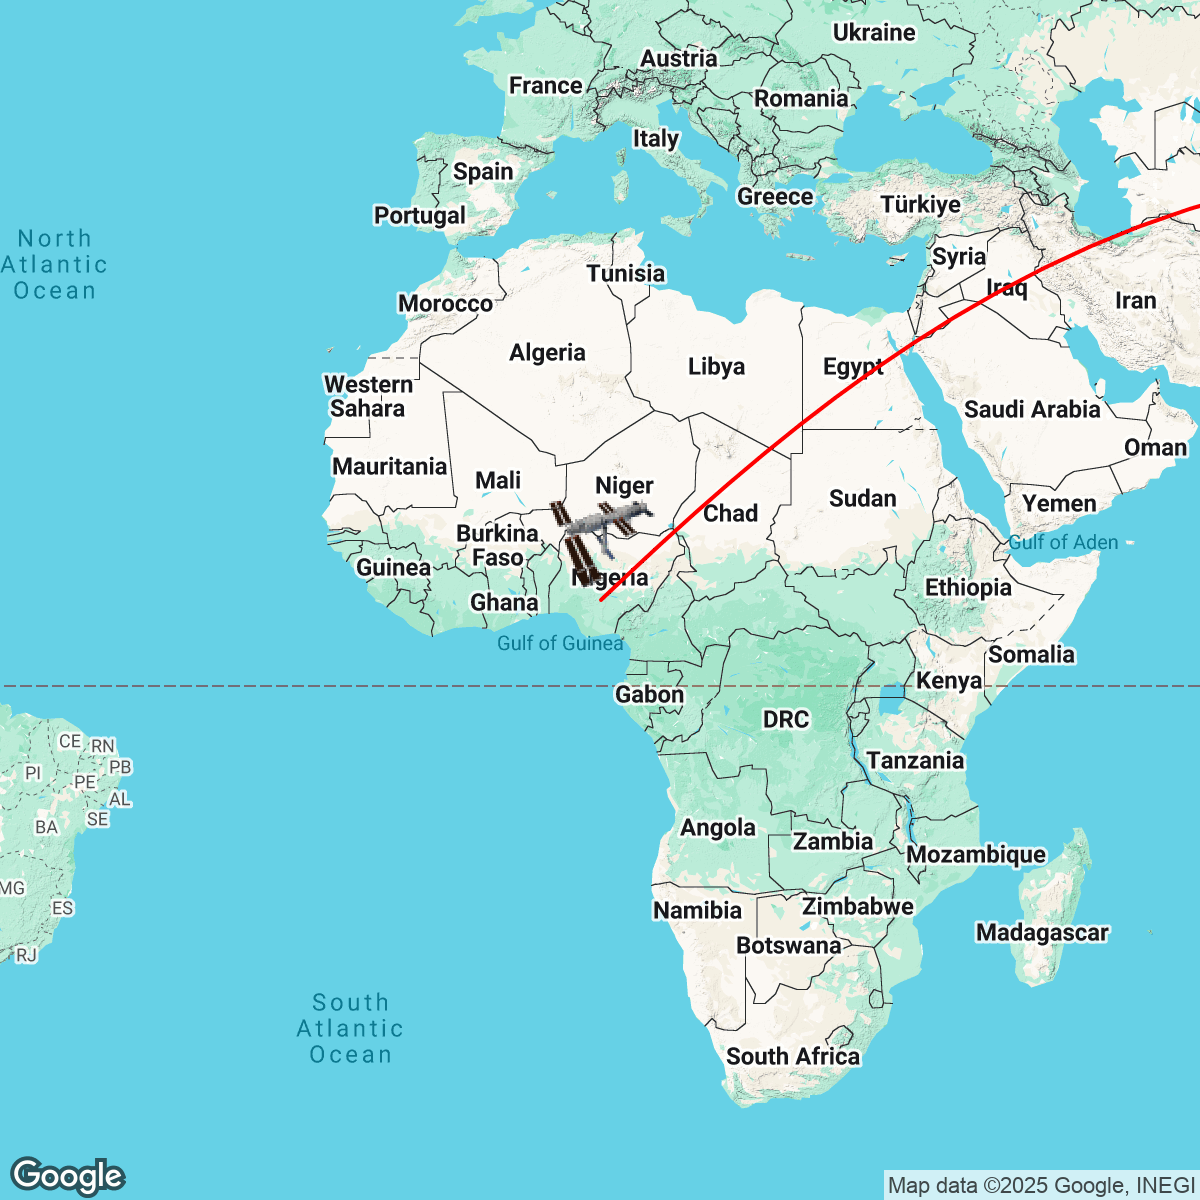 Ukraine
Austria
France
Romania
Italy
Spain
Greece
Türkiye
Portugal
North
Atlantic
Ocean
Syria
Tunisia
Iraq
Morocco
Iran
Algeria
Libya
Egypt
Western
Sahara
Saudi Arabia
Oman
Mauritania
Mali
Niger
Sudan
Yemen
Chad
Burkina
Faso
Gulf of Aden
Guinea
Nigeria
Ethiopia
Ghana
Gulf of Guinea
Somalia
Kenya
Gabon
DRC
CE
RN
Tanzania
PB
PI
PE
AL
SE
BA
Angola
Zambia
Mozambique
MG
ES
Namibia
Zimbabwe
Madagascar
Botswana
RJ
South
Atlantic
Ocean
South Africa
Google
Map data ©2025 Google, INEGI